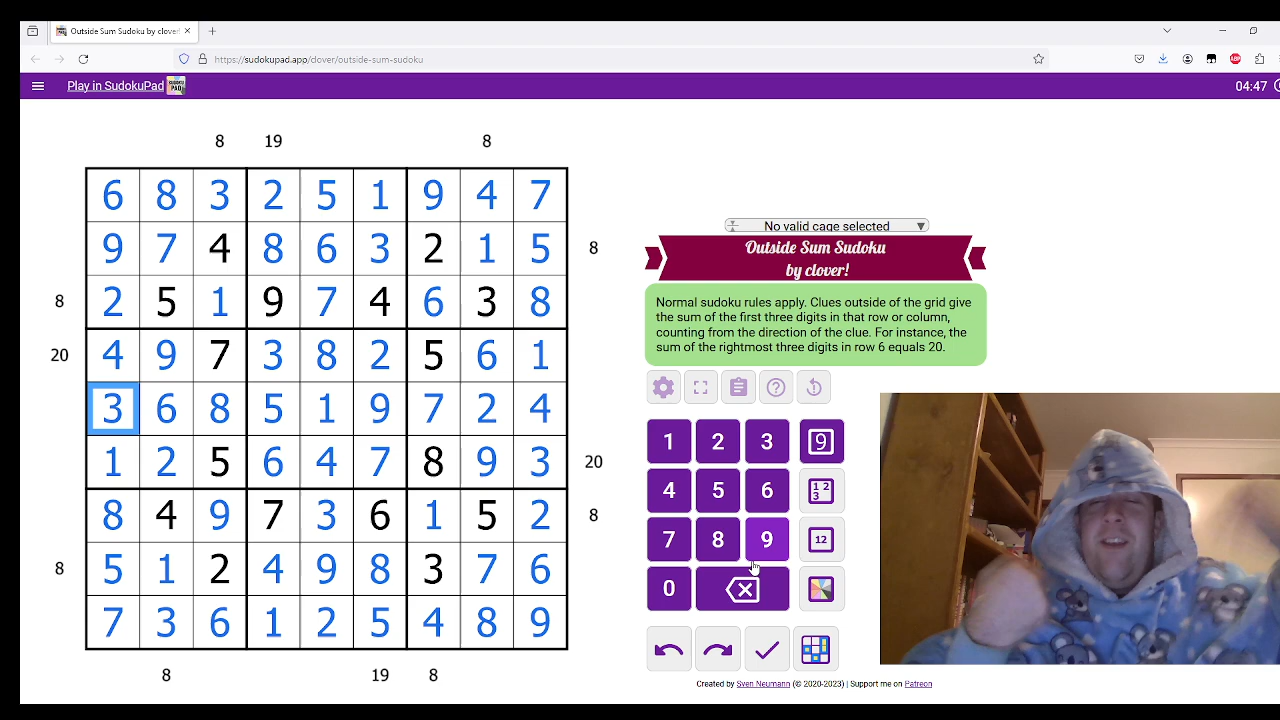 Outside Sum Sudoku by clover!
https://sudokupad.app/clover/outside-sum-sudoku
Play in SudokuPad
04:47
8 19 8
6 8 3 2 5 1 9 4 7
9 7 4 8 6 3 2 1 5 8
8 2 5 1 9 7 4 6 3 8
20 4 9 7 3 8 2 5 6 1
3 6 8 5 1 9 7 2 4
1 2 5 6 4 7 8 9 3 20
8 4 9 7 3 6 1 5 2 8
8 5 1 2 4 9 8 3 7 6
7 3 6 1 2 5 4 8 9
8 19 8
No valid cage selected
Outside Sum Sudoku
by clover!
Normal sudoku rules apply. Clues outside of the grid give
the sum of the first three digits in that row or column,
counting from the direction of the clue. For instance, the
sum of the rightmost three digits in row 6 equals 20.
1 2 3 9
4 5 6 1 2 3
7 8 9 12
0
Created by Sven Neumann (© 2020-2023) | Support me on Patreon